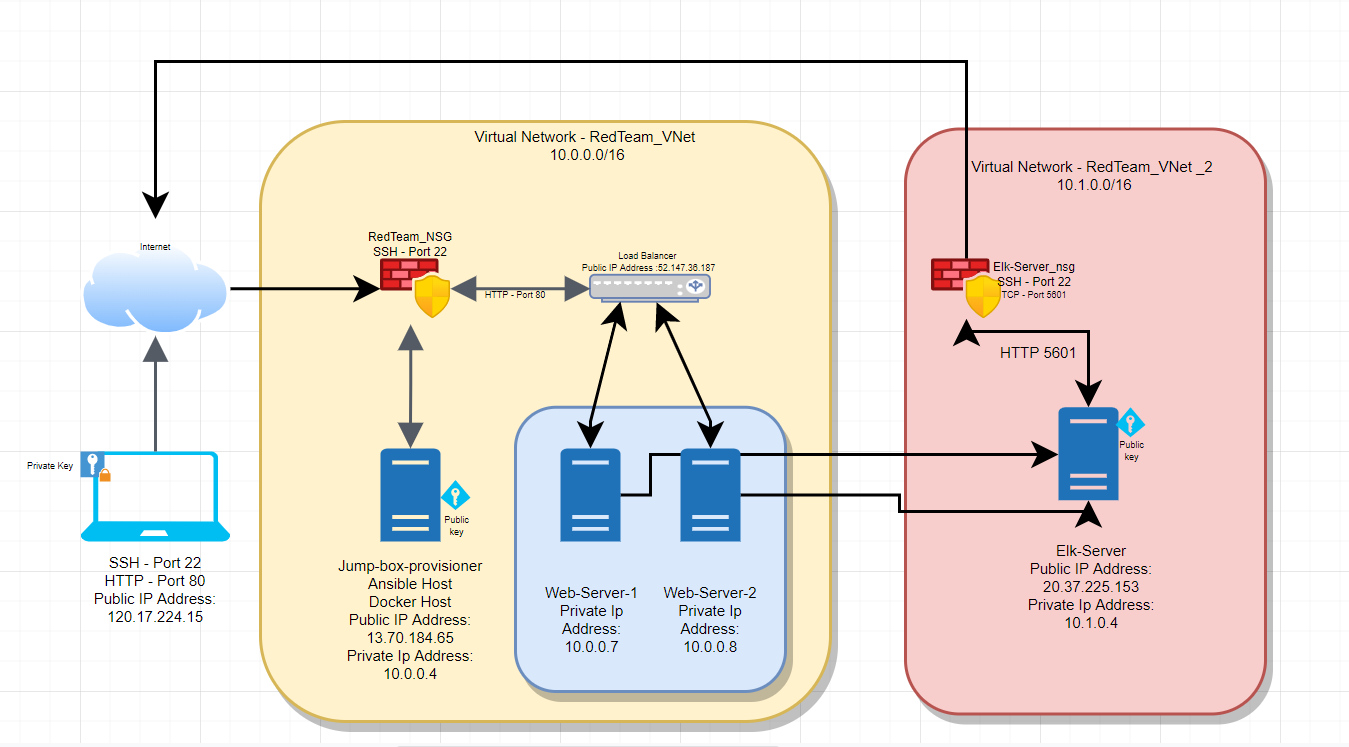 Virtual Network - RedTeam_VNet
10.0.0.0/16
Virtual Network - RedTeam_VNet _2
10.1.0.0/16
Internet
RedTeam_NSG
SSH - Port 22
Load Balancer
Public IP Address :52.147.36.187
HTTP - Port 80
Elk-Server_nsg
SSH - Port 22
TCP - Port 5601
HTTP 5601
Private Key
Public
key
Public
key
SSH - Port 22
HTTP - Port 80
Public IP Address:
120.17.224.15
Jump-box-provisioner
Ansible Host
Docker Host
Public IP Address:
13.70.184.65
Private Ip Address:
10.0.0.4
Web-Server-1
Private Ip
Address:
10.0.0.7
Web-Server-2
Private Ip
Address:
10.0.0.8
Elk-Server
Public IP Address:
20.37.225.153
Private Ip Address:
10.1.0.4